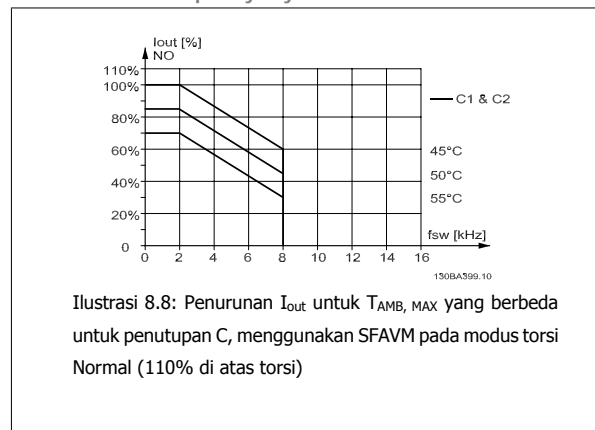 Iout [%]
NO
110%
100%
80%
60%
40%
20%
0
0 2 4 6 8 10 12 14 16
fsw [kHz]
C1 & C2
45°C
50°C
55°C
130BA399.10
Ilustrasi 8.8: Penurunan Iout untuk TAMB, MAX yang berbeda
untuk penutupan C, menggunakan SFAVM pada modus torsi
Normal (110% di atas torsi)